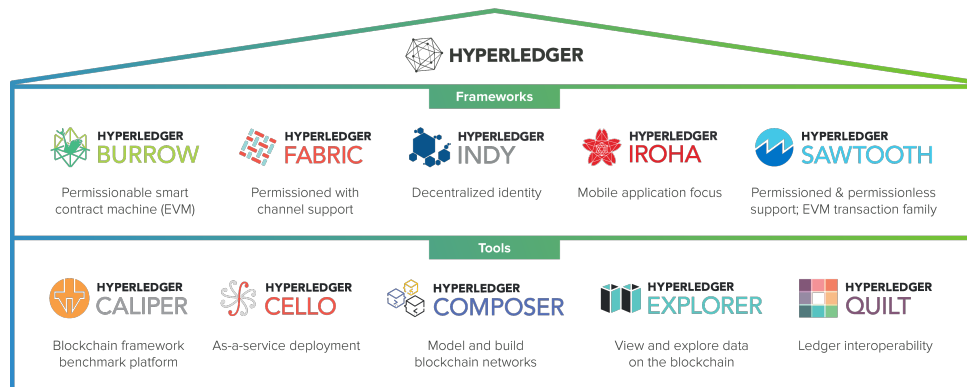 HYPERLEDGER
Frameworks
HYPERLEDGER
BURROW
Permissionable smart
contract machine (EVM)
HYPERLEDGER
FABRIC
Permissioned with
channel support
HYPERLEDGER
INDY
Decentralized identity
HYPERLEDGER
IROHA
Mobile application focus
HYPERLEDGER
SAWTOOTH
Permissioned & permissionless
support; EVM transaction family
Tools
HYPERLEDGER
CALIPER
Blockchain framework
benchmark platform
HYPERLEDGER
CELLO
As-a-service deployment
HYPERLEDGER
COMPOSER
Model and build
blockchain networks
HYPERLEDGER
EXPLORER
View and explore data
on the blockchain
HYPERLEDGER
QUILT
Ledger interoperability